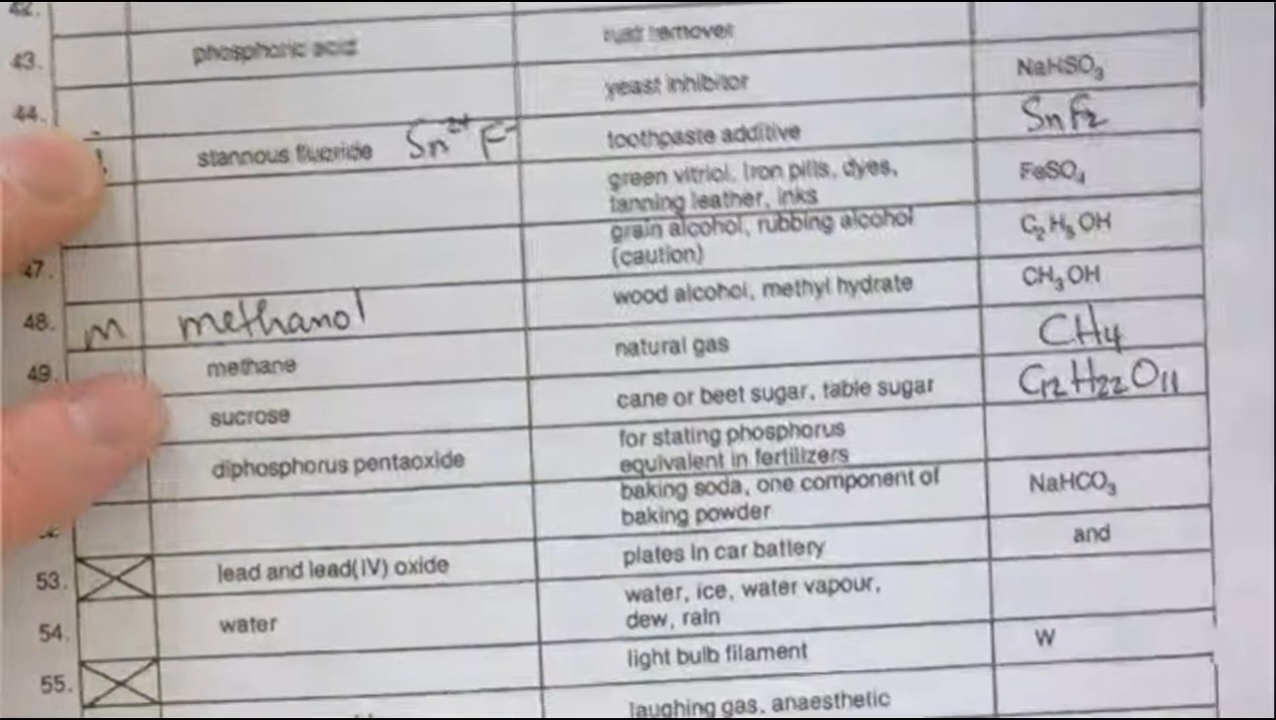 42.
43. phosphoric acid rust remover
44. yeast inhibitor NaHSO₃
i stannous fluoride Sn²⁺ F⁻ toothpaste additive SnF₂
green vitriol, Iron pills, dyes, FeSO₄
tanning leather, inks
47. grain alcohol, rubbing alcohol C₂H₅OH
(caution)
48. m methanol wood alcohol, methyl hydrate CH₃OH
49. methane natural gas CH₄
sucrose cane or beet sugar, table sugar C₁₂H₂₂O₁₁
diphosphorus pentaoxide for stating phosphorus
equivalent in fertilizers
baking soda, one component of NaHCO₃
baking powder
53. lead and lead(IV) oxide plates in car battery and
54. water water, ice, water vapour,
dew, rain
55. light bulb filament W
laughing gas, anaesthetic